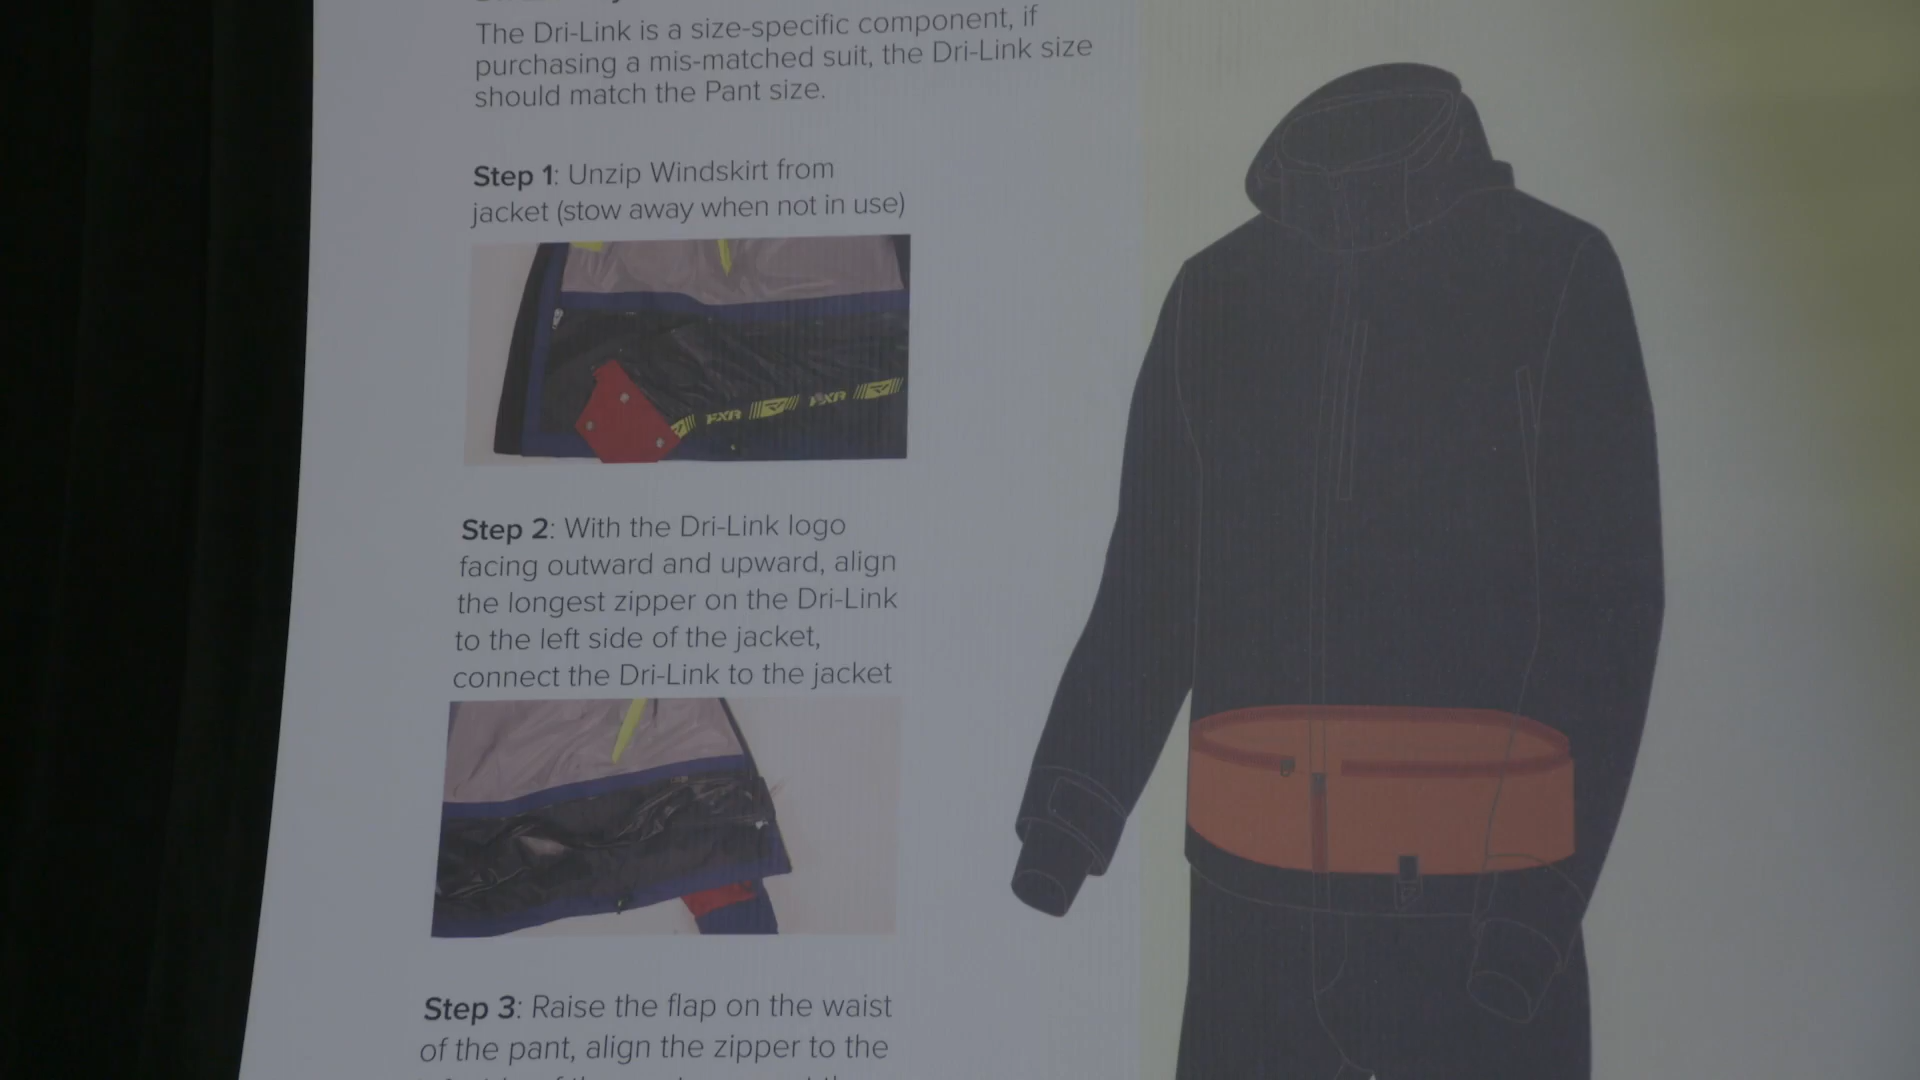 The Dri-Link is a size-specific component, if
purchasing a mis-matched suit, the Dri-Link size
should match the Pant size.
Step 1: Unzip Windskirt from
jacket (stow away when not in use)
FXR FXR
Step 2: With the Dri-Link logo
facing outward and upward, align
the longest zipper on the Dri-Link
to the left side of the jacket,
connect the Dri-Link to the jacket
Step 3: Raise the flap on the waist
of the pant, align the zipper to the